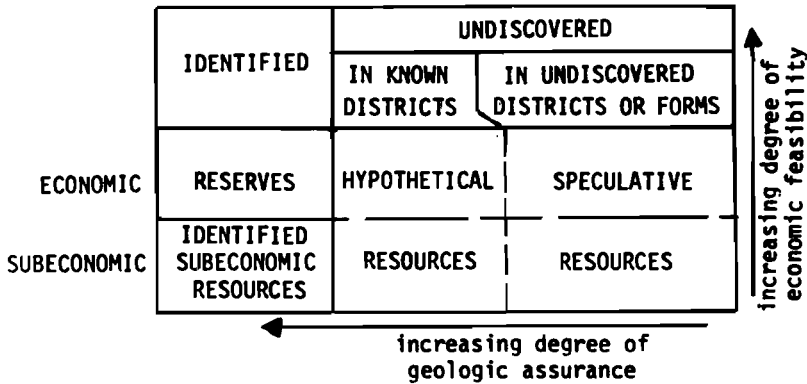 UNDISCOVERED
IDENTIFIED
IN KNOWN
DISTRICTS
IN UNDISCOVERED
DISTRICTS OR FORMS
ECONOMIC
RESERVES
HYPOTHETICAL
SPECULATIVE
SUBECONOMIC
IDENTIFIED
SUBECONOMIC
RESOURCES
RESOURCES
RESOURCES
increasing degree of
economic feasibility
increasing degree of
geologic assurance